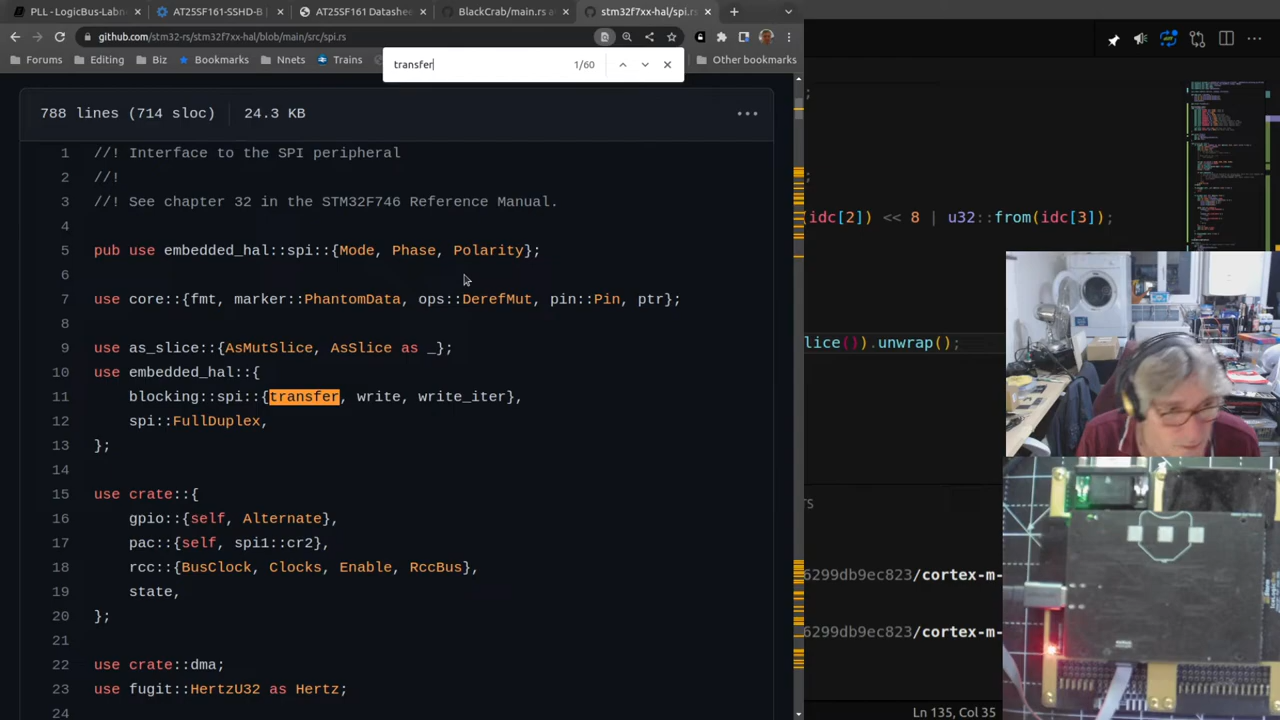 PLL - LogicBus-Labn
AT25SF161-SSHD-B
AT25SF161 Datashe
BlackCrab/main.rs a
stm32f7xx-hal/spi.rs
github.com/stm32-rs/stm32f7xx-hal/blob/main/src/spi.rs
Forums
Editing
Biz
Bookmarks
Nnets
Trains
Other bookmarks
transfer
1/60
788 lines (714 sloc)
24.3 KB
1 //! Interface to the SPI peripheral
2 //!
3 //! See chapter 32 in the STM32F746 Reference Manual.
4
5 pub use embedded_hal::spi::{Mode, Phase, Polarity};
6
7 use core::{fmt, marker::PhantomData, ops::DerefMut, pin::Pin, ptr};
8
9 use as_slice::{AsMutSlice, AsSlice as _};
10 use embedded_hal::{
11 blocking::spi::{transfer, write, write_iter},
12 spi::FullDuplex,
13 };
14
15 use crate::{
16 gpio::{self, Alternate},
17 pac::{self, spi1::cr2},
18 rcc::{BusClock, Clocks, Enable, RccBus},
19 state,
20 };
21
22 use crate::dma;
23 use fugit::HertzU32 as Hertz;
24
;
;
(idc[2]) << 8 | u32::from(idc[3]);
lice()).unwrap();
TS
6299db9ec823/cortex-m-
6299db9ec823/cortex-m-
Ln 135, Col 35